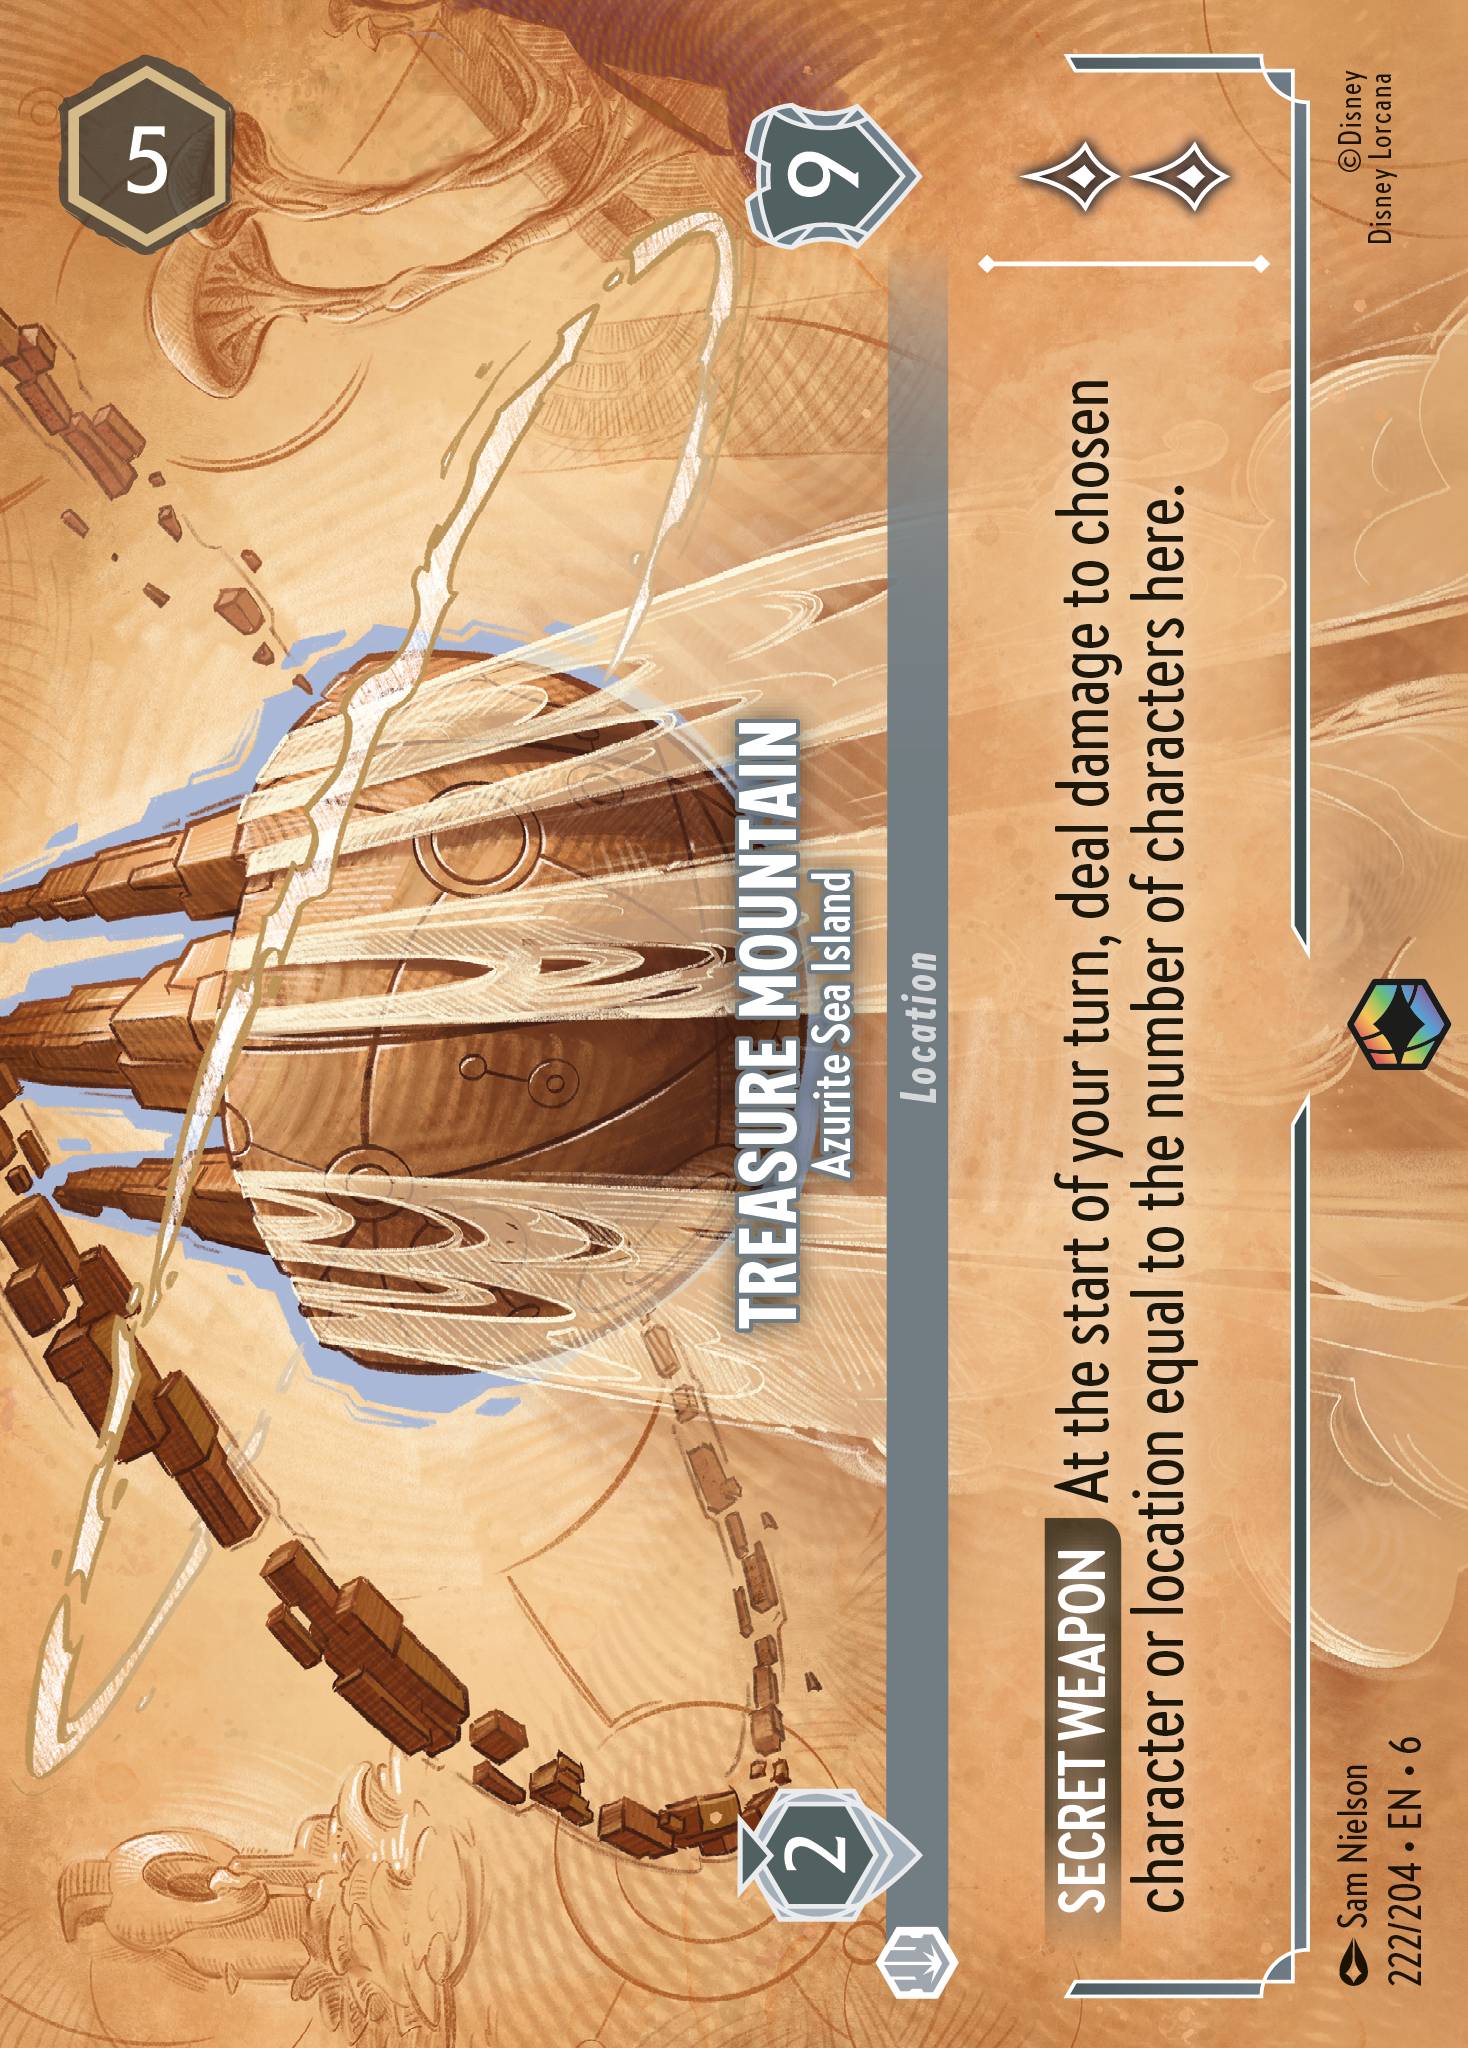 5
2
TREASURE MOUNTAIN
Azurite Sea Island
9
Location
SECRET WEAPON At the start of your turn, deal damage to chosen
character or location equal to the number of characters here.
Sam Nielson
222/204 • EN • 6
©Disney
Disney Lorcana